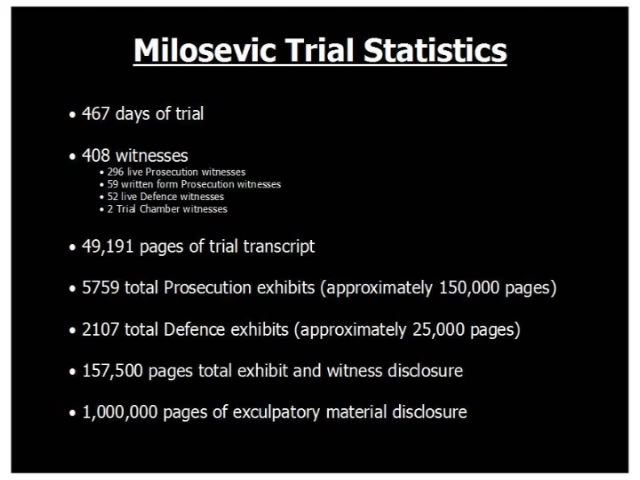 Milosevic Trial Statistics
• 467 days of trial
• 408 witnesses
• 296 live Prosecution witnesses
• 59 written form Prosecution witnesses
• 52 live Defence witnesses
• 2 Trial Chamber witnesses
• 49,191 pages of trial transcript
• 5759 total Prosecution exhibits (approximately 150,000 pages)
• 2107 total Defence exhibits (approximately 25,000 pages)
• 157,500 pages total exhibit and witness disclosure
• 1,000,000 pages of exculpatory material disclosure